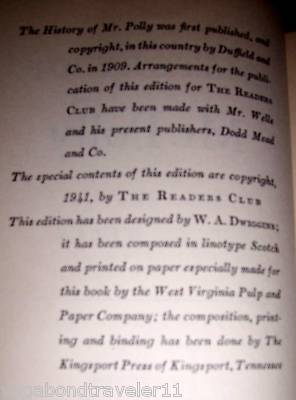 The History of Mr. Polly was first published, and
copyright, in this country by Duffield and
Co. in 1909. Arrangements for the publi-
cation of this edition for THE READERS
CLUB have been made with Mr. Wells
and his present publishers, Dodd Mead
and Co.
The special contents of this edition are copyright,
1941, by THE READERS CLUB
This edition has been designed by W. A. DWIGGINS;
it has been composed in linotype Scotch
and printed on paper especially made for
this book by the West Virginia Pulp and
Paper Company; the composition, print-
ing and binding has been done by The
Kingsport Press of Kingsport, Tennessee
vagabondtraveler11